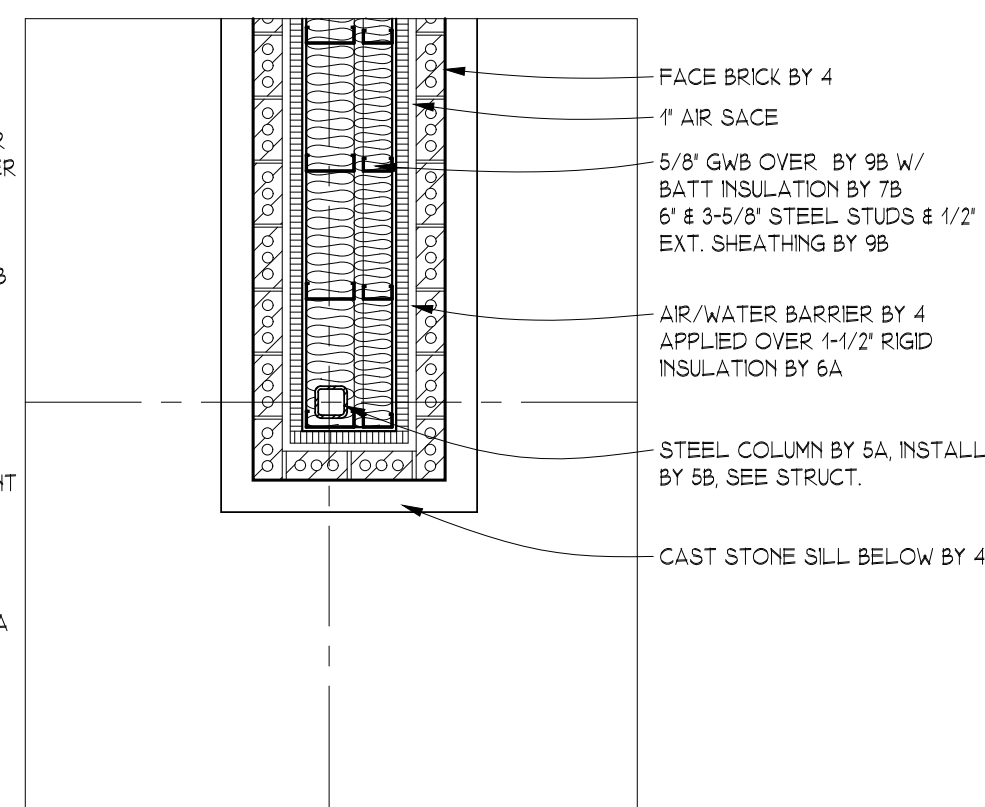 FACE BRICK BY 4
1" AIR SACE
5/8" GWB OVER BY 9B W/
BATT INSULATION BY 7B
6" & 3-5/8" STEEL STUDS & 1/2"
EXT. SHEATHING BY 9B
AIR/WATER BARRIER BY 4
APPLIED OVER 1-1/2" RIGID
INSULATION BY 6A
STEEL COLUMN BY 5A, INSTALL
BY 5B, SEE STRUCT.
CAST STONE SILL BELOW BY 4